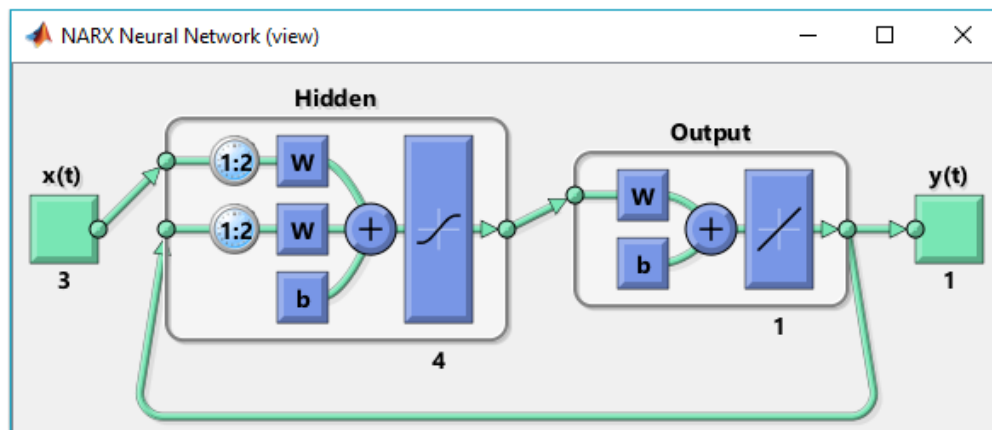 NARX Neural Network (view)
Hidden
Output
x(t)
y(t)
1:2
W
1:2
W
b
+
W
b
+
3
4
1
1